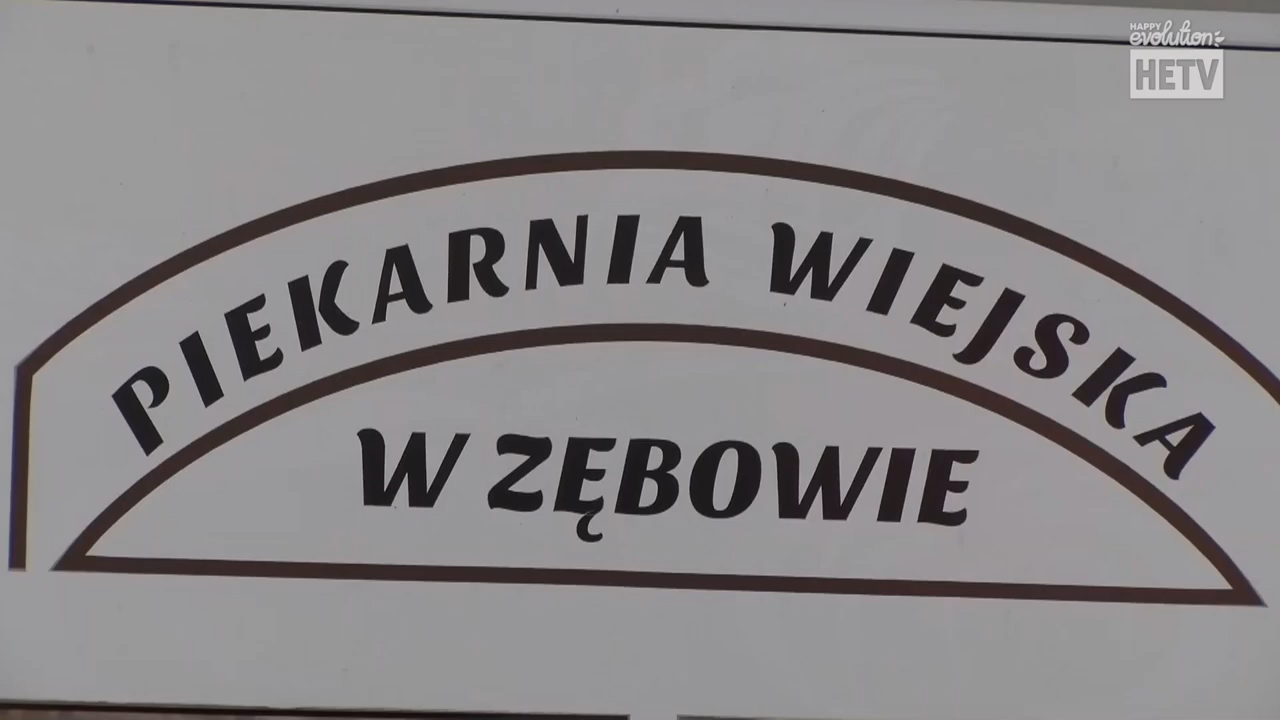 HAPPY
evolution
HETV
PIEKARNIA WIEJSKA
W ZĘBOWIE